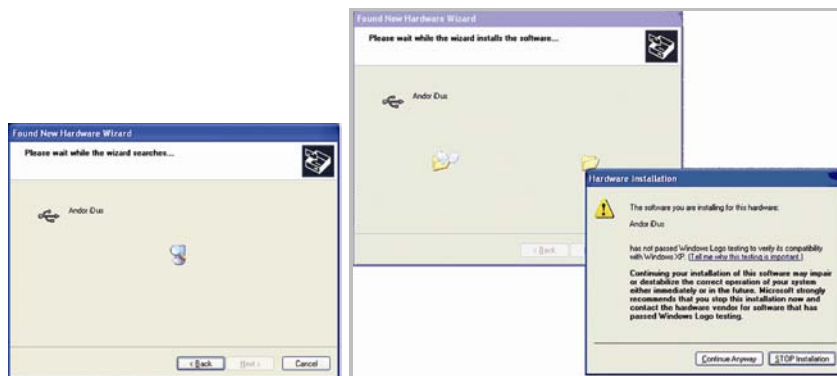 Found New Hardware Wizard
Please wait while the wizard searches...
Andor iDus
< Back
Next >
Cancel
Found New Hardware Wizard
Please wait while the wizard installs the software...
Andor iDus
< Back
Hardware Installation
The software you are installing for this hardware:
Andor iDus
has not passed Windows Logo testing to verify its compatibility
with Windows XP. (Tell me why this testing is important.)
Continuing your installation of this software may impair
or destabilize the correct operation of your system
either immediately or in the future. Microsoft strongly
recommends that you stop this installation now and
contact the hardware vendor for software that has
passed Windows Logo testing.
Continue Anyway
STOP Installation